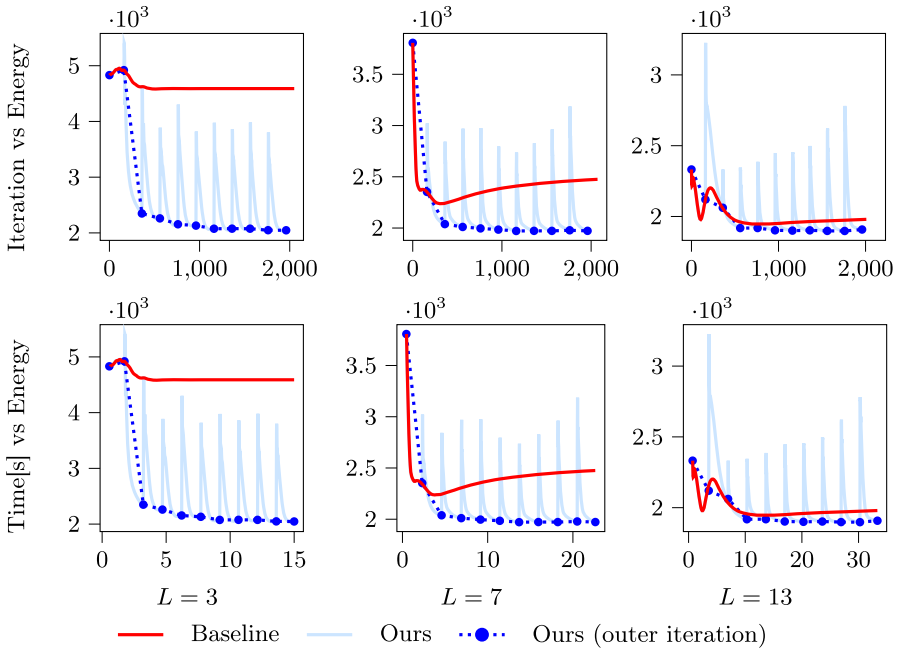 ·10³ ·10³ ·10³
Iteration vs Energy
5
4
3
2
0 1,000 2,000
3.5
3
2.5
2
0 1,000 2,000
3
2.5
2
0 1,000 2,000
·10³ ·10³ ·10³
Time[s] vs Energy
5
4
3
2
0 5 10 15
3.5
3
2.5
2
0 10 20
3
2.5
2
0 10 20 30
L = 3 L = 7 L = 13
Baseline Ours Ours (outer iteration)